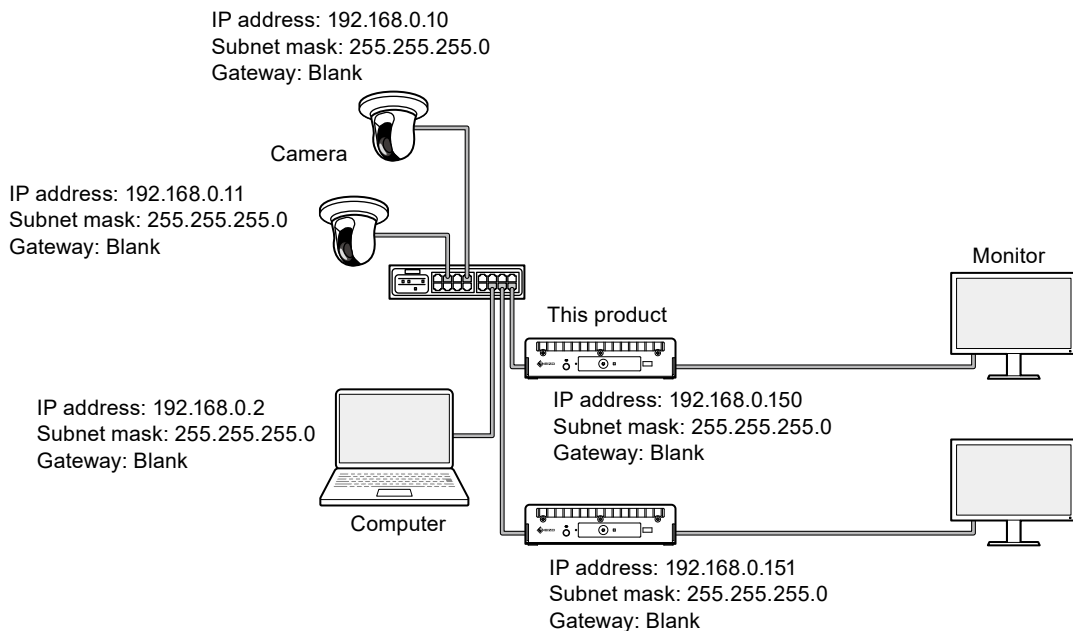 IP address: 192.168.0.10
Subnet mask: 255.255.255.0
Gateway: Blank
Camera
IP address: 192.168.0.11
Subnet mask: 255.255.255.0
Gateway: Blank
Monitor
This product
IP address: 192.168.0.150
Subnet mask: 255.255.255.0
Gateway: Blank
IP address: 192.168.0.2
Subnet mask: 255.255.255.0
Gateway: Blank
Computer
IP address: 192.168.0.151
Subnet mask: 255.255.255.0
Gateway: Blank